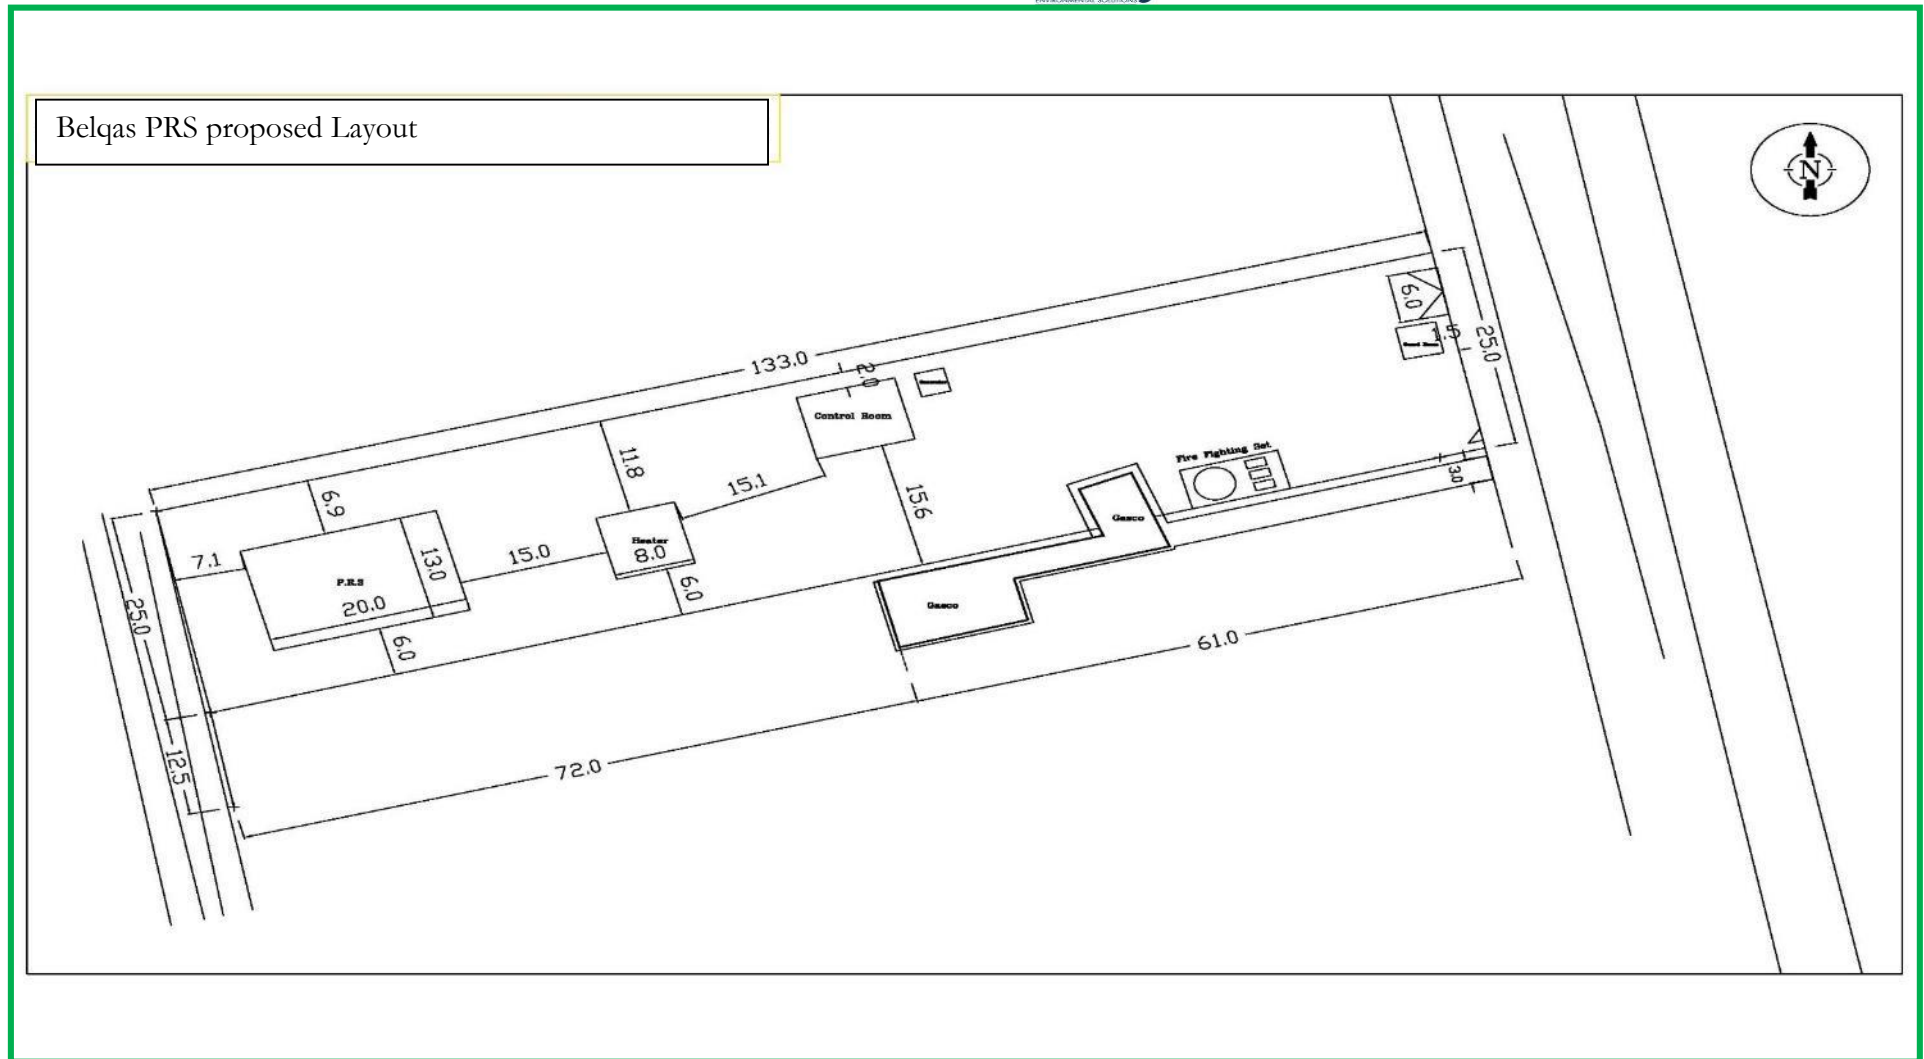 ENVIRONMENTAL SOLUTIONS
Belqas PRS proposed Layout
N
6.0
1.5
25.0
133.0
2.0
Control Room
11.8
15.1
15.6
Fire Fighting Set
3.0
6.9
7.1
P.R.S
13.0
20.0
15.0
Heater
8.0
6.0
6.0
Gasco
Gasco
25.0
12.5
61.0
72.0